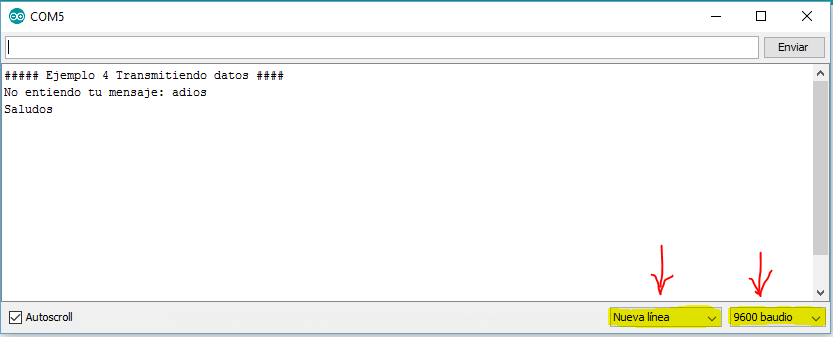 COM5
Enviar
##### Ejemplo 4 Transmitiendo datos ####
No entiendo tu mensaje: adios
Saludos
Autoscroll
Nueva línea
9600 baudio